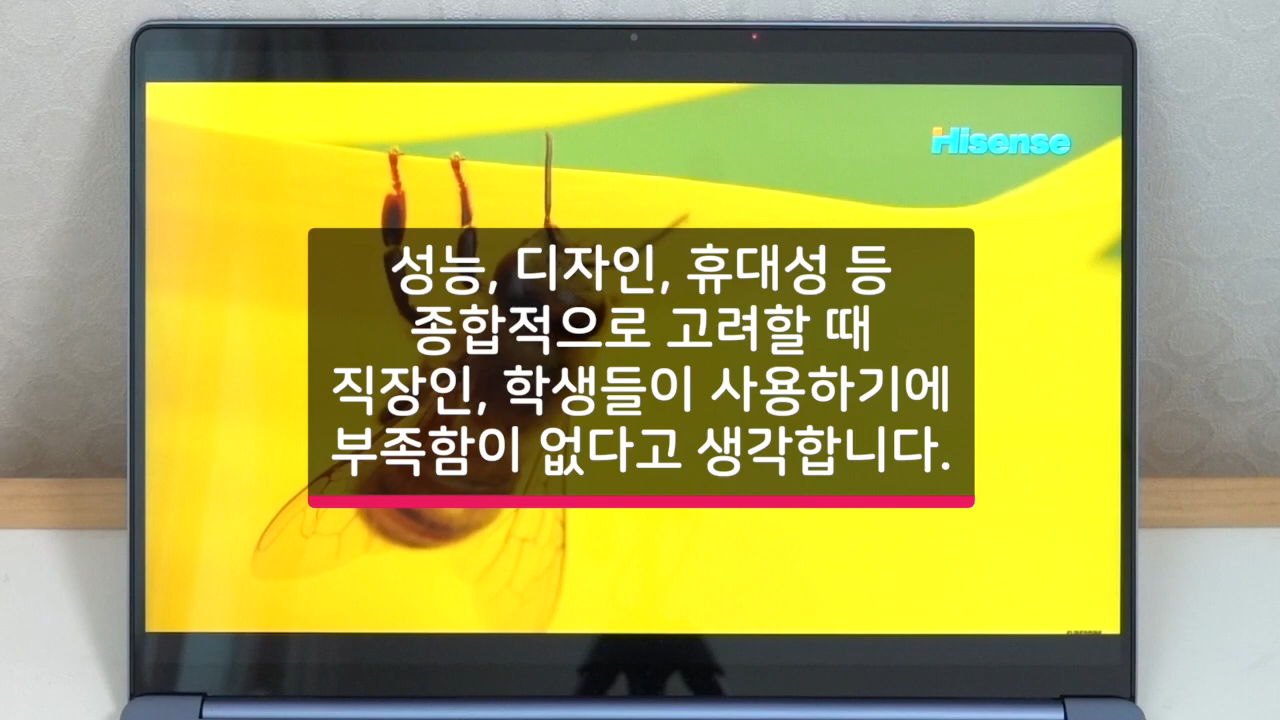 Hisense
성능, 디자인, 휴대성 등
종합적으로 고려할 때
직장인, 학생들이 사용하기에
부족함이 없다고 생각합니다.